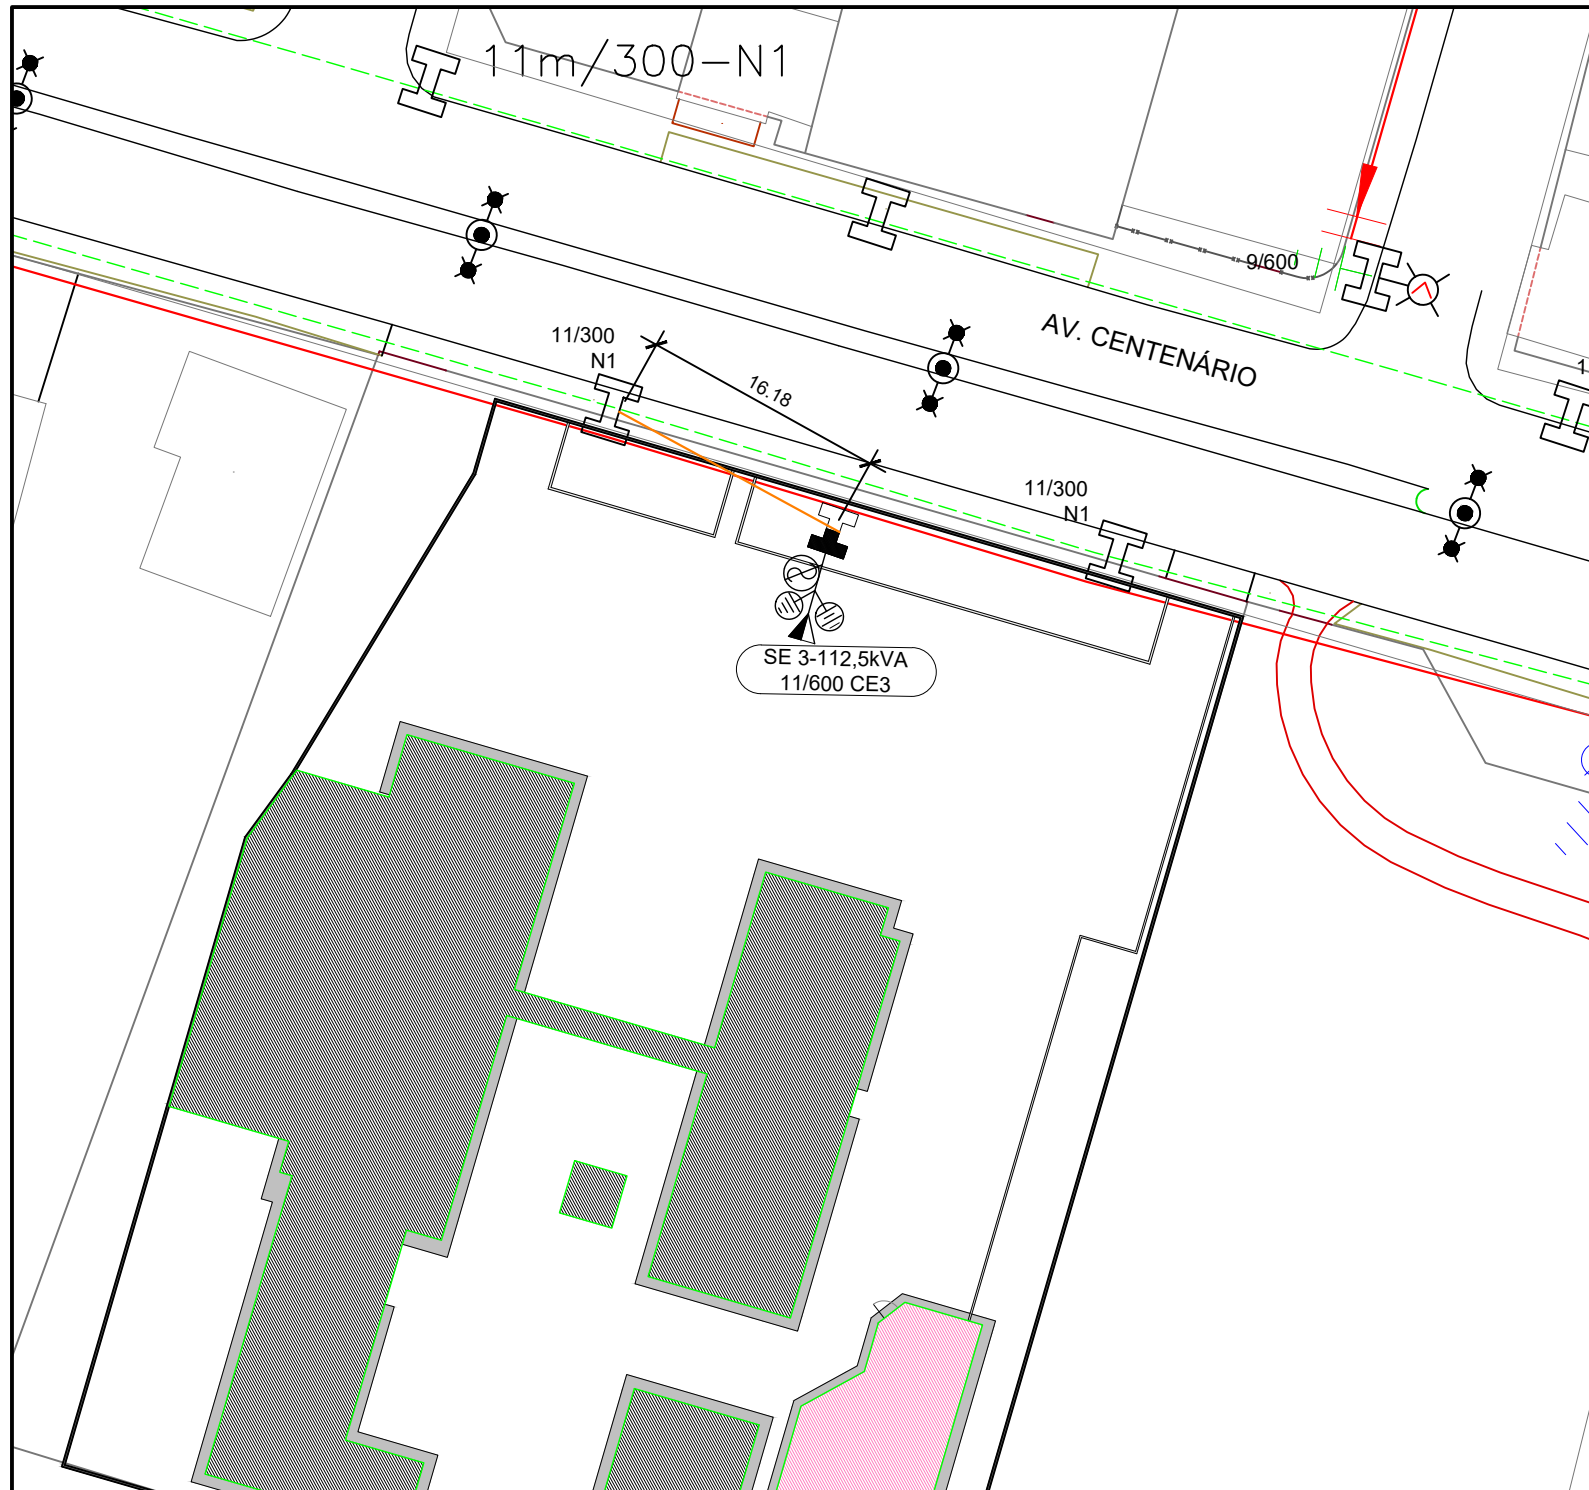 11m/300-N1
9/600
AV. CENTENÁRIO
11/300
N1
16.18
1
11/300
N1
SE 3-112,5kVA
11/600 CE3